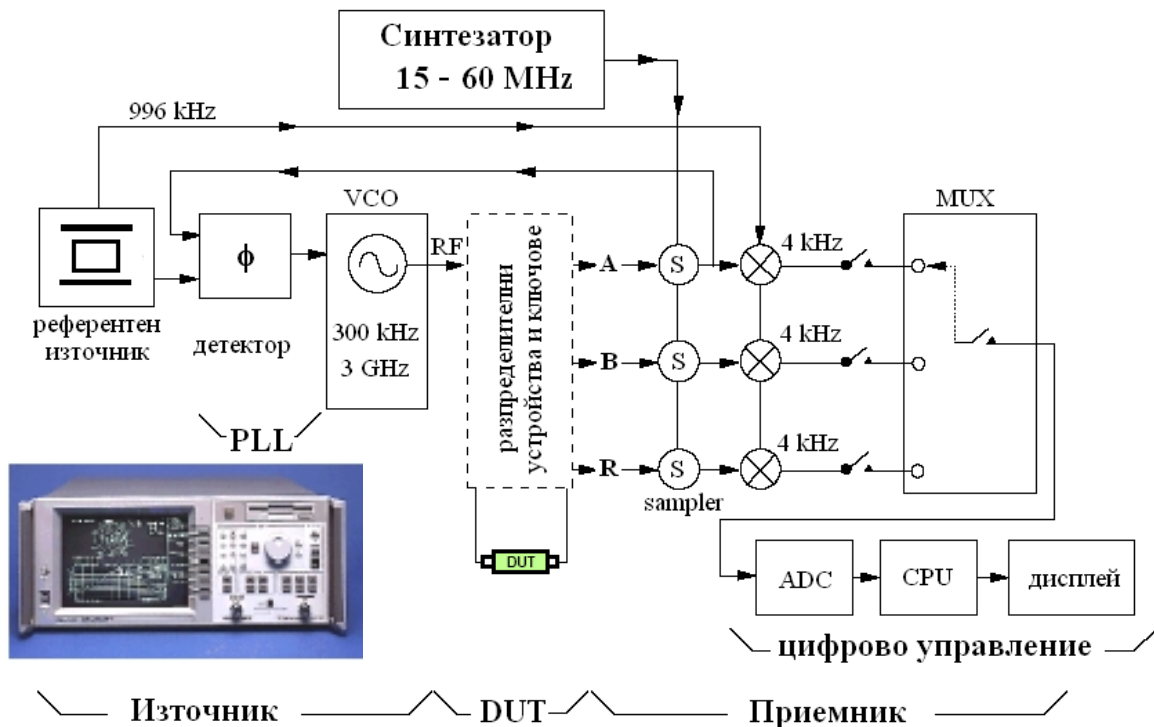 Синтезатор
15 - 60 MHz
996 kHz
VCO
MUX
RF
ϕ
300 kHz
3 GHz
референтен
източник
детектор
PLL
разпределителни
устройства и ключове
A
S
4 kHz
B
S
4 kHz
R
S
4 kHz
sampler
DUT
ADC
CPU
дисплей
цифрово управление
Източник
DUT
Приемник